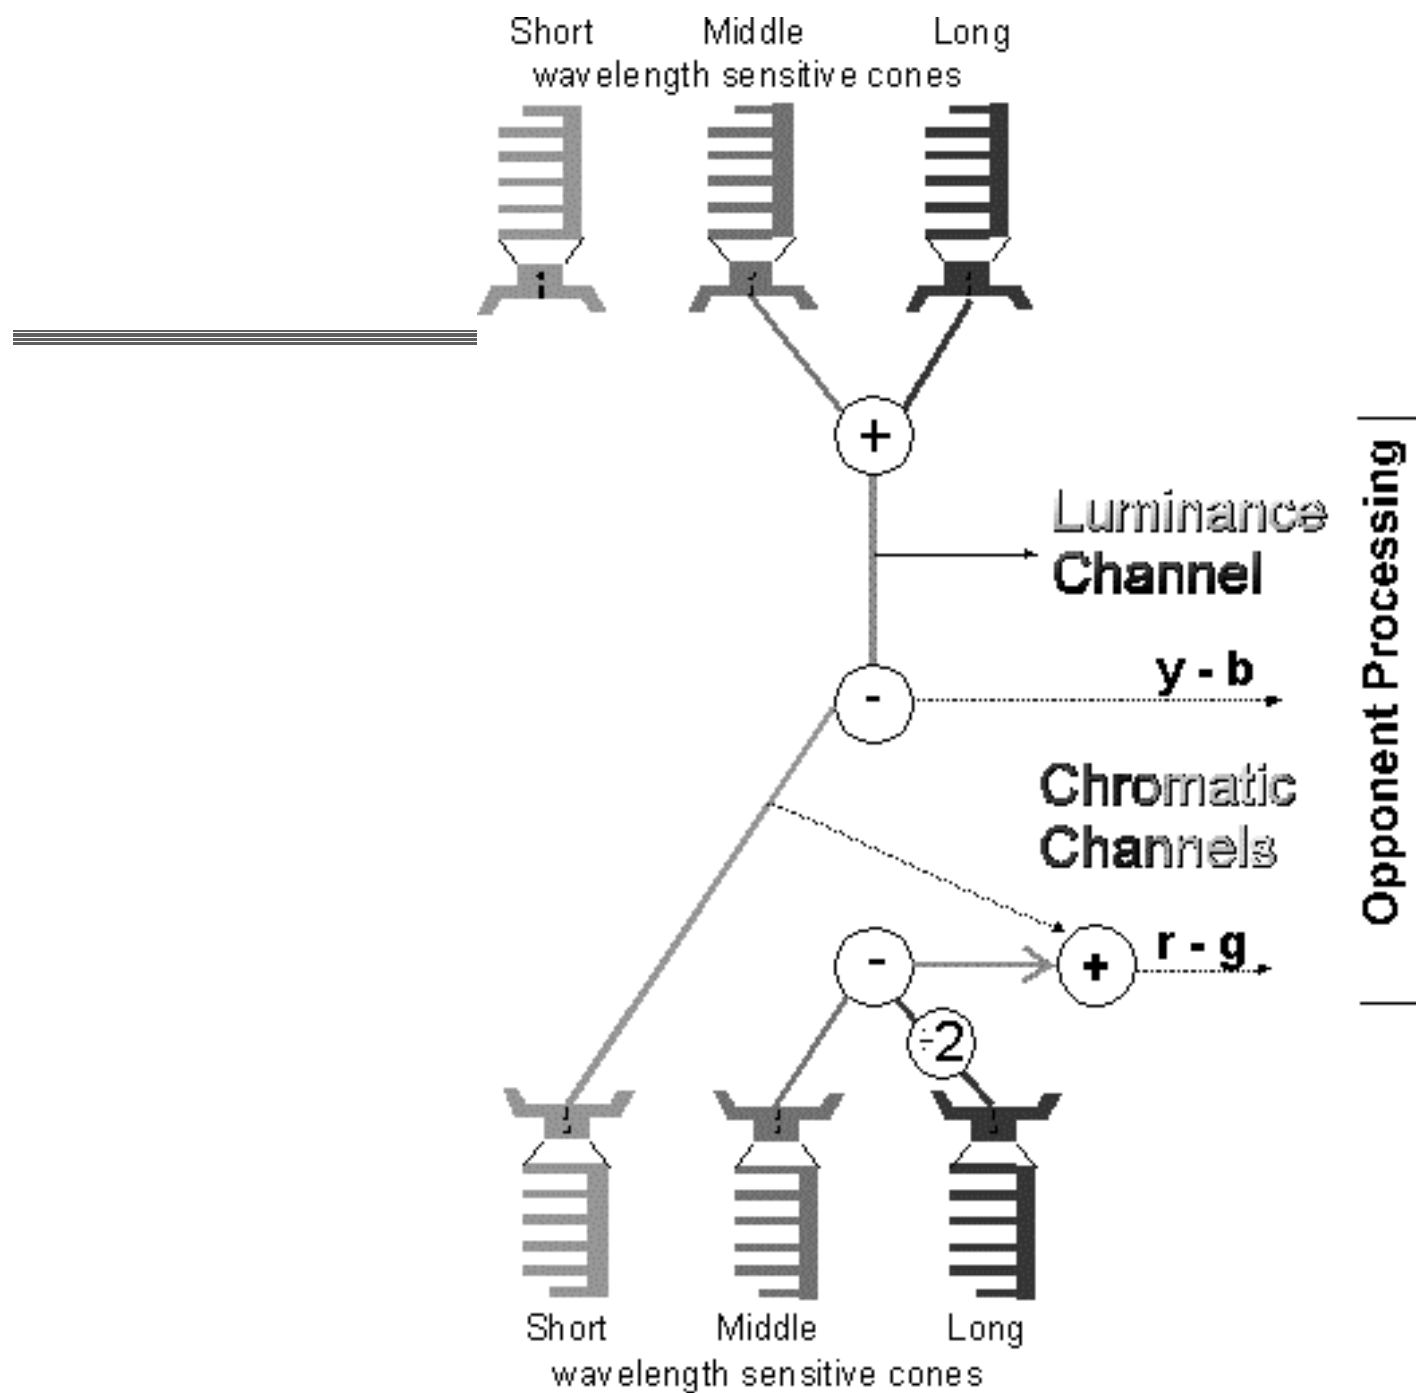 Short Middle Long
wavelength sensitive cones
+
Luminance
Channel
-
y - b
Chromatic
Channels
-
+
r - g
÷2
Opponent Processing
Short Middle Long
wavelength sensitive cones